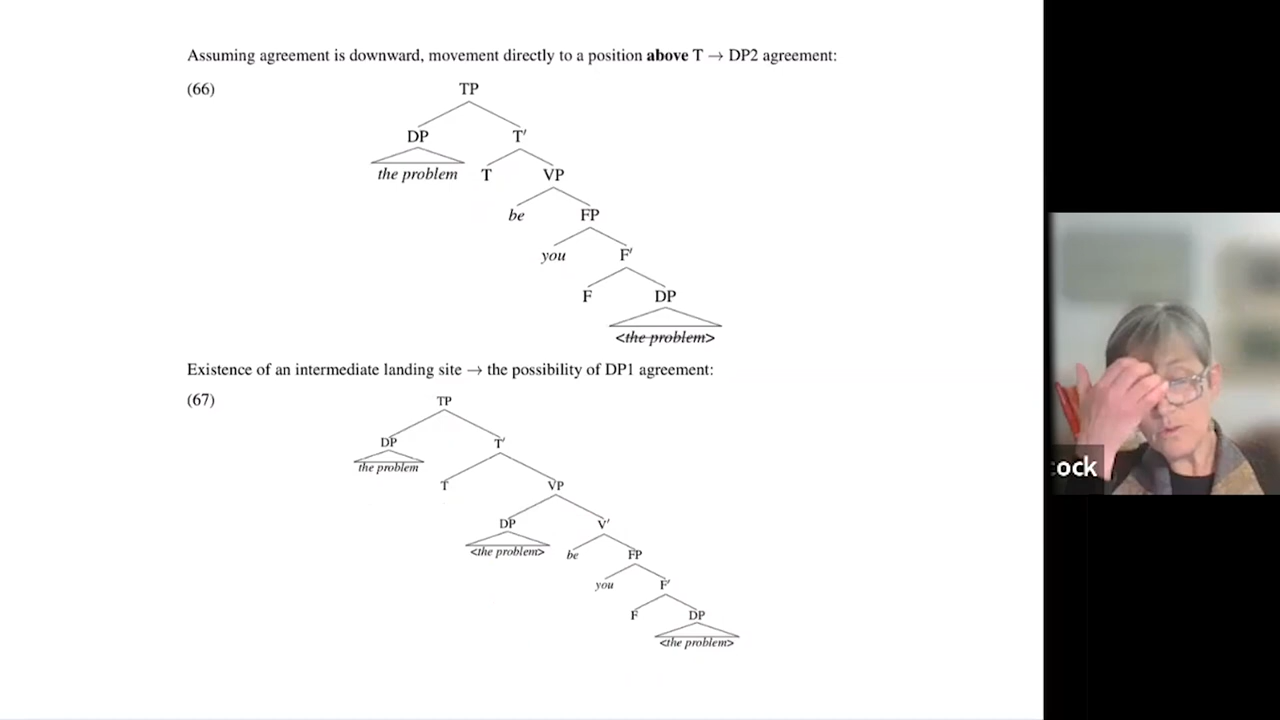 Assuming agreement is downward, movement directly to a position above T → DP2 agreement:
(66)
TP
DP T′
the problem T VP
be FP
you F′
F DP
<the problem>
Existence of an intermediate landing site → the possibility of DP1 agreement:
(67)
TP
DP T′
the problem
T VP
DP V′
<the problem> be FP
you F′
F DP
<the problem>
cock